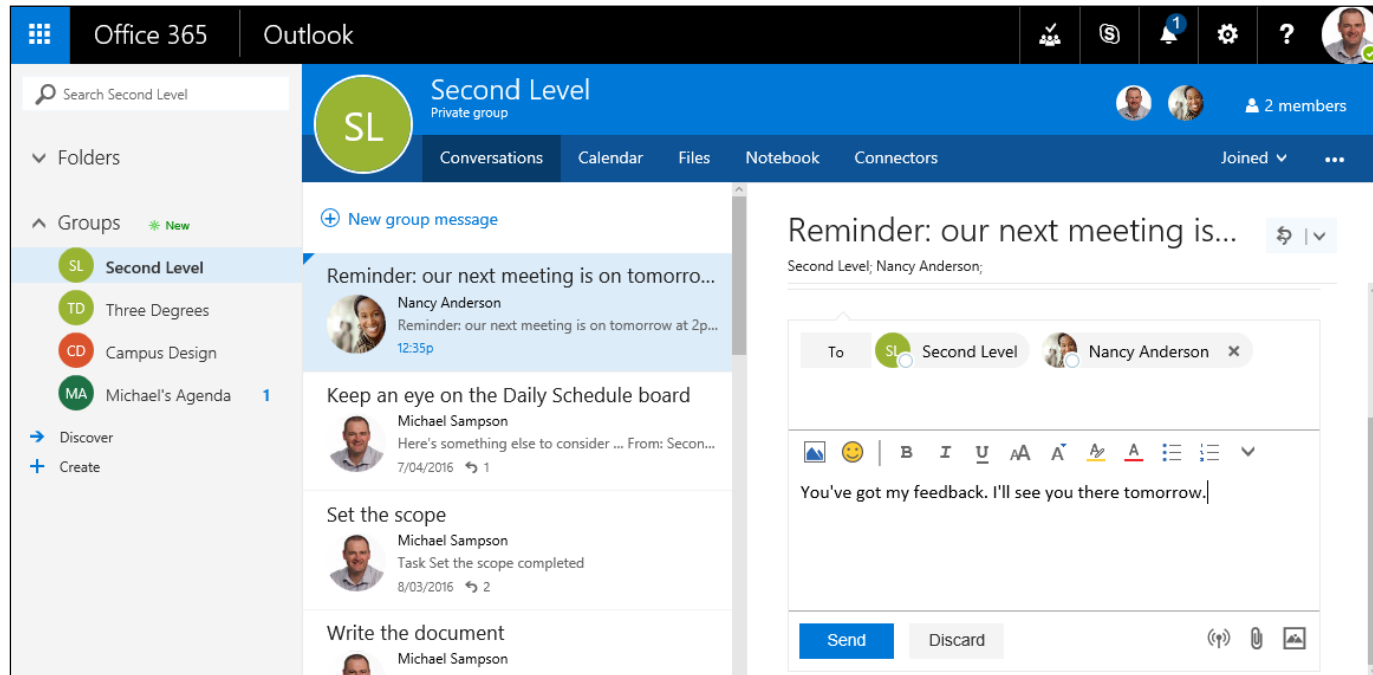 Office 365
Outlook
1
?
Search Second Level
Folders
Groups
New
SL Second Level
TD Three Degrees
CD Campus Design
MA Michael's Agenda 1
Discover
Create
SL
Second Level
Private group
2 members
Conversations Calendar Files Notebook Connectors Joined
New group message
Reminder: our next meeting is on tomorro...
Nancy Anderson
Reminder: our next meeting is on tomorrow at 2p...
12:35p
Keep an eye on the Daily Schedule board
Michael Sampson
Here's something else to consider ... From: Secon...
7/04/2016 1
Set the scope
Michael Sampson
Task Set the scope completed
8/03/2016 2
Write the document
Michael Sampson
Reminder: our next meeting is...
Second Level; Nancy Anderson;
To SL Second Level Nancy Anderson
B I U AA A A A
You've got my feedback. I'll see you there tomorrow.
Send Discard